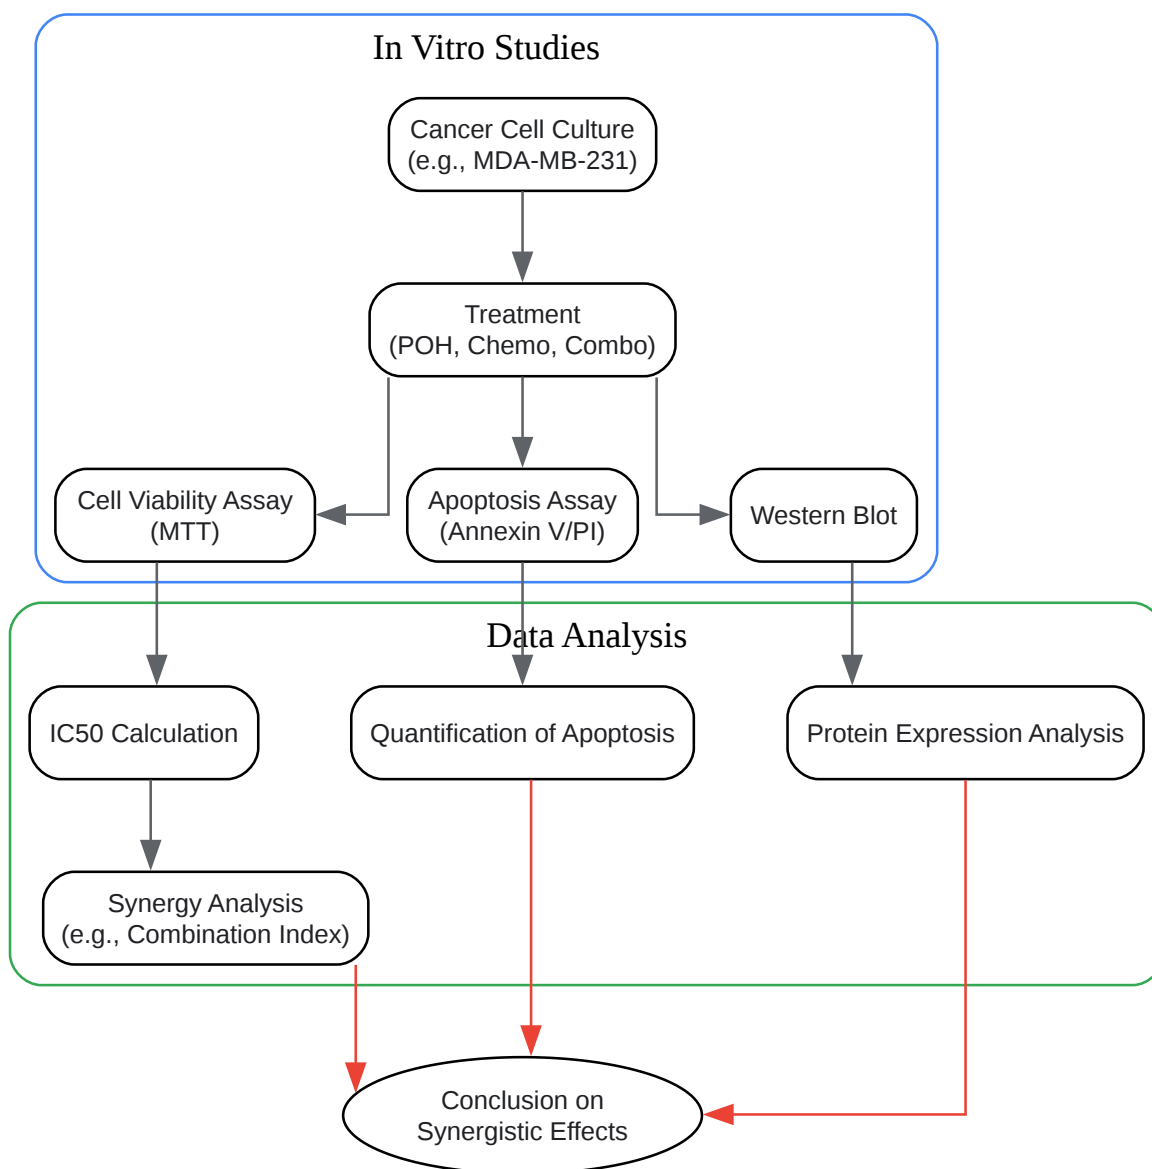 In Vitro Studies
Cancer Cell Culture
(e.g., MDA-MB-231)
Treatment
(POH, Chemo, Combo)
Cell Viability Assay
(MTT)
Apoptosis Assay
(Annexin V/PI)
Western Blot
Data Analysis
IC50 Calculation
Quantification of Apoptosis
Protein Expression Analysis
Synergy Analysis
(e.g., Combination Index)
Conclusion on
Synergistic Effects